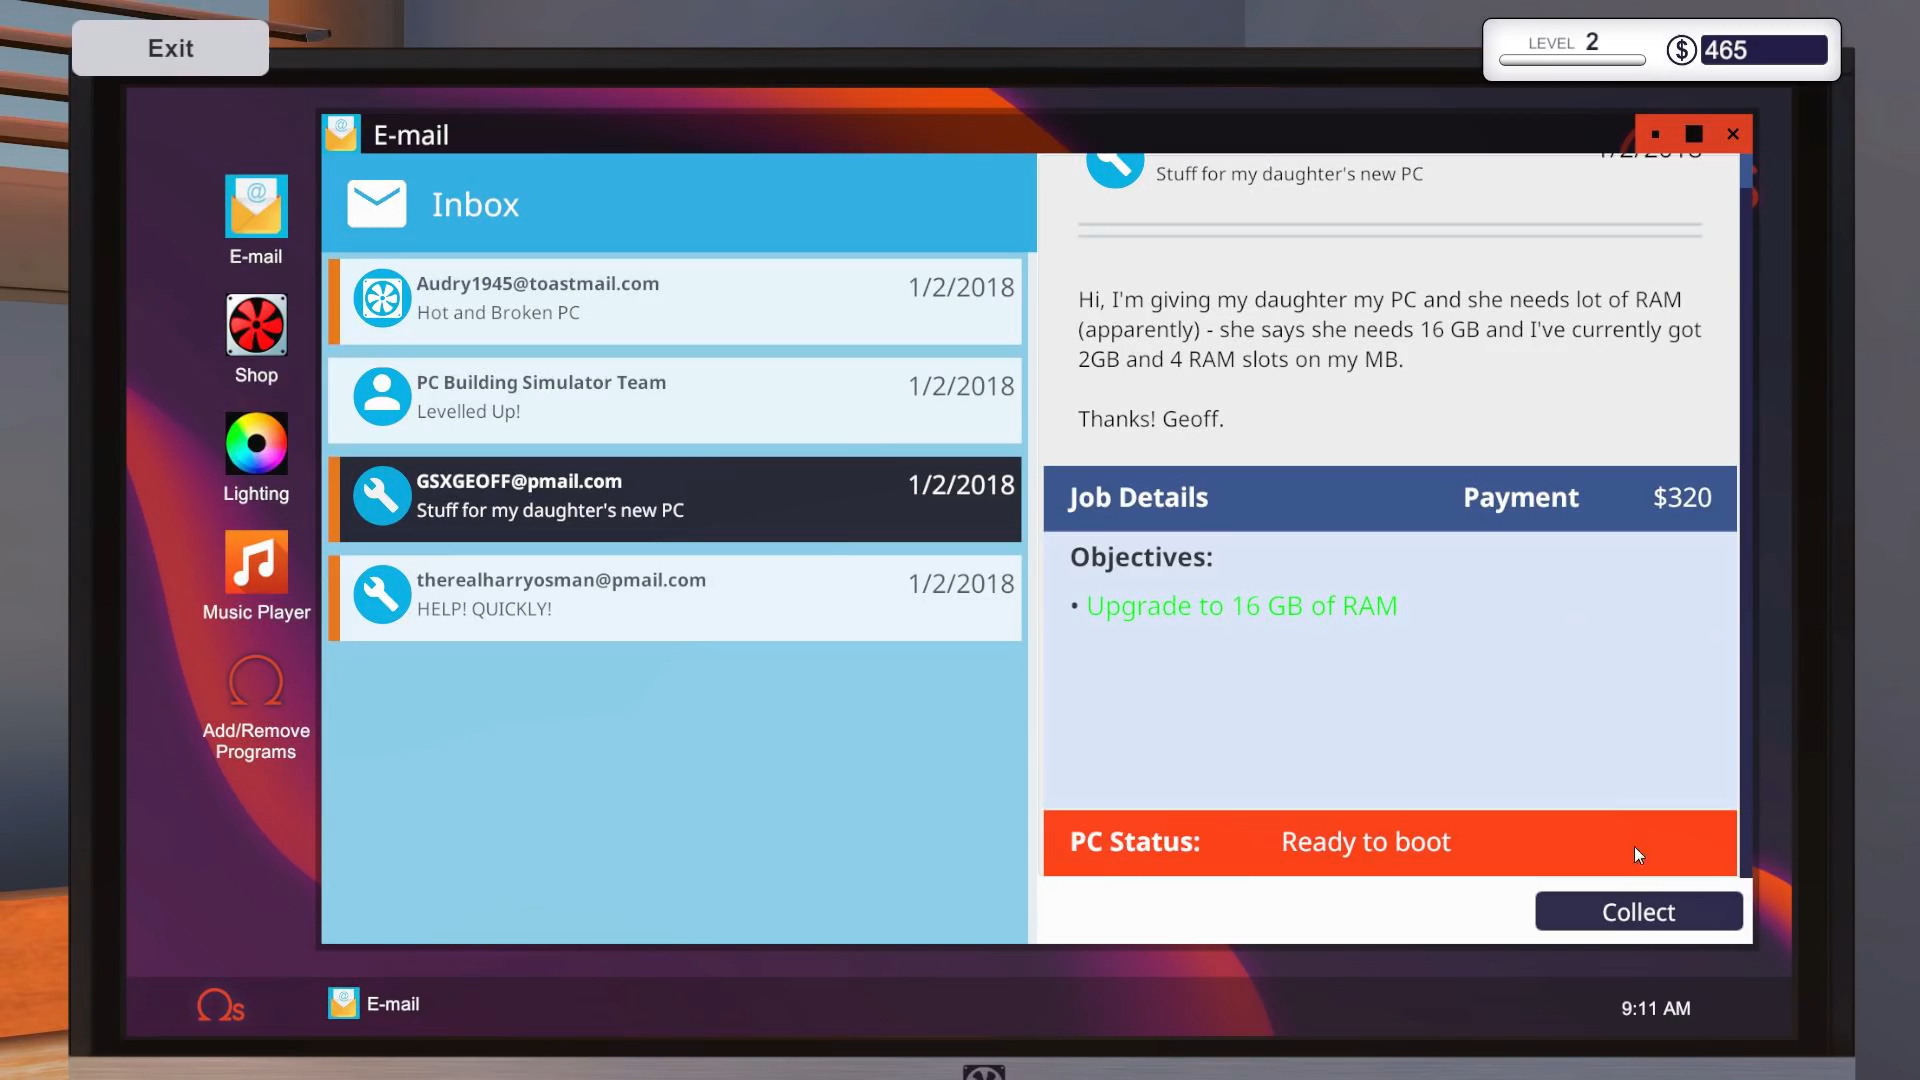 Exit
LEVEL 2
$ 465
E-mail
Inbox
E-mail
Shop
Lighting
Music Player
Add/Remove
Programs
Audry1945@toastmail.com
1/2/2018
Hot and Broken PC
PC Building Simulator Team
1/2/2018
Levelled Up!
GSXGEOFF@pmail.com
1/2/2018
Stuff for my daughter's new PC
therealharryosman@pmail.com
1/2/2018
HELP! QUICKLY!
1/2/2018
Stuff for my daughter's new PC
Hi, I'm giving my daughter my PC and she needs lot of RAM
(apparently) - she says she needs 16 GB and I've currently got
2GB and 4 RAM slots on my MB.
Thanks! Geoff.
Job Details Payment $320
Objectives:
• Upgrade to 16 GB of RAM
PC Status: Ready to boot
Collect
Ωs
E-mail
9:11 AM